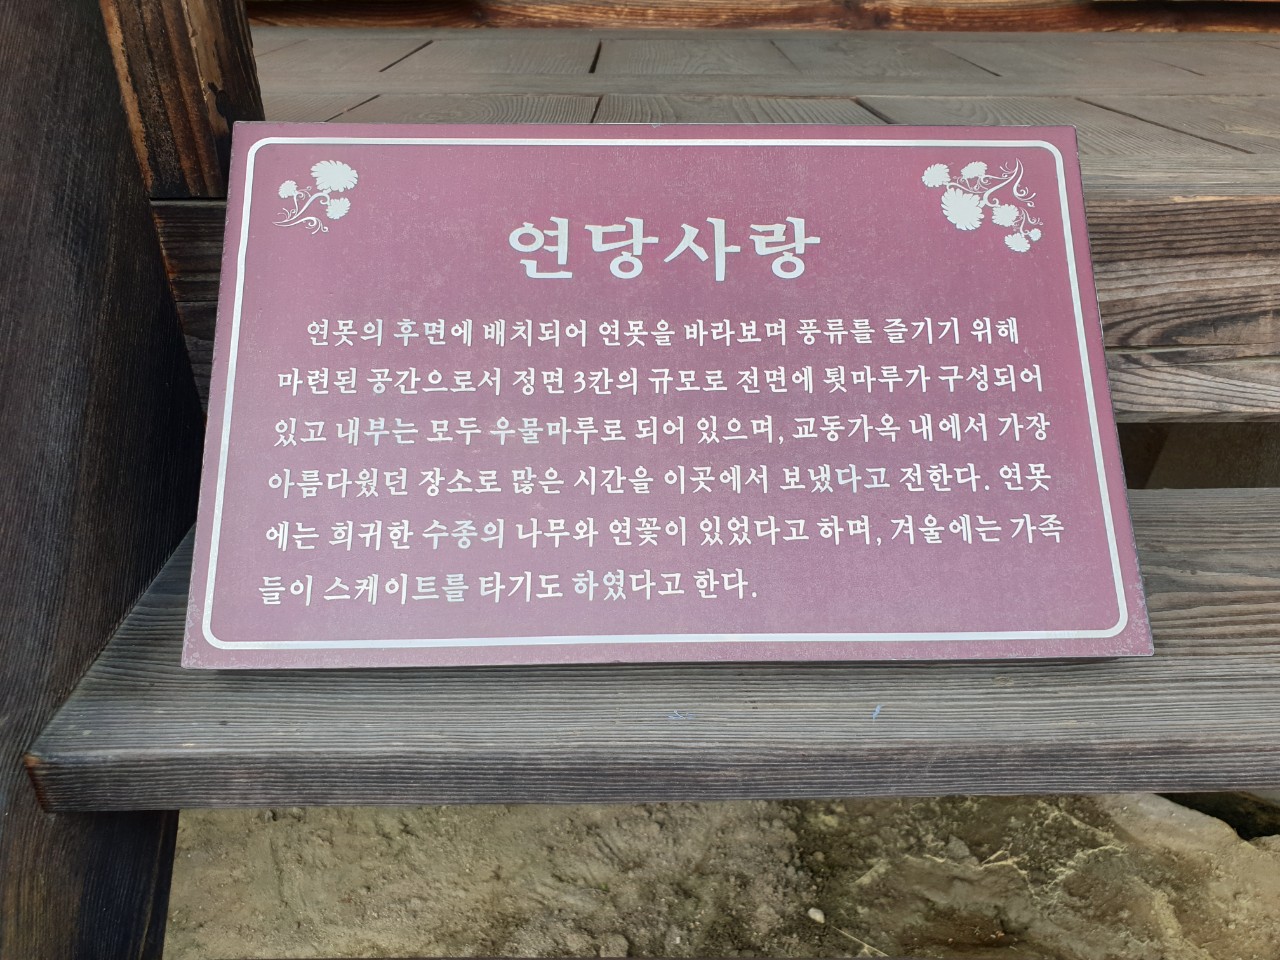 연당사랑
연못의 후면에 배치되어 연못을 바라보며 풍류를 즐기기 위해
마련된 공간으로서 정면 3칸의 규모로 전면에 툇마루가 구성되어
있고 내부는 모두 우물마루로 되어 있으며, 교동가옥 내에서 가장
아름다웠던 장소로 많은 시간을 이곳에서 보냈다고 전한다. 연못
에는 희귀한 수종의 나무와 연꽃이 있었다고 하며, 겨울에는 가족
들이 스케이트를 타기도 하였다고 한다.